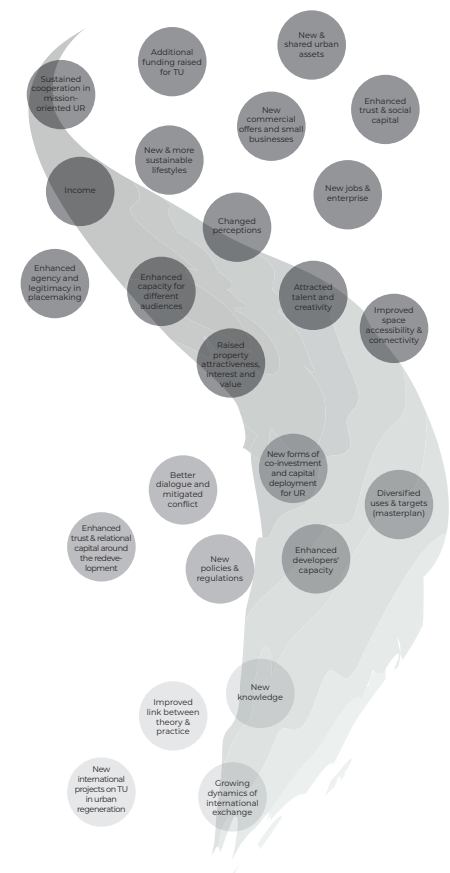 New &
shared urban
assets
Additional
funding raised
for TU
Sustained
cooperation in
mission-
oriented UR
Enhanced
trust & social
capital
New
commercial
offers and small
businesses
New & more
sustainable
lifestyles
Income
New jobs &
enterprise
Changed
perceptions
Enhanced
agency and
legitimacy in
placemaking
Enhanced
capacity for
different
audiences
Attracted
talent and
creativity
Improved
space
accessibility &
connectivity
Raised
property
attractiveness,
interest and
value
New forms of
co-investment
and capital
deployment
for UR
Better
dialogue and
mitigated
conflict
Diversified
uses & targets
(masterplan)
Enhanced
trust & relational
capital around
the redeve-
lopment
New
policies &
regulations
Enhanced
developers'
capacity
New
knowledge
Improved
link between
theory &
practice
New
international
projects on TU
in urban
regeneration
Growing
dynamics of
international
exchange